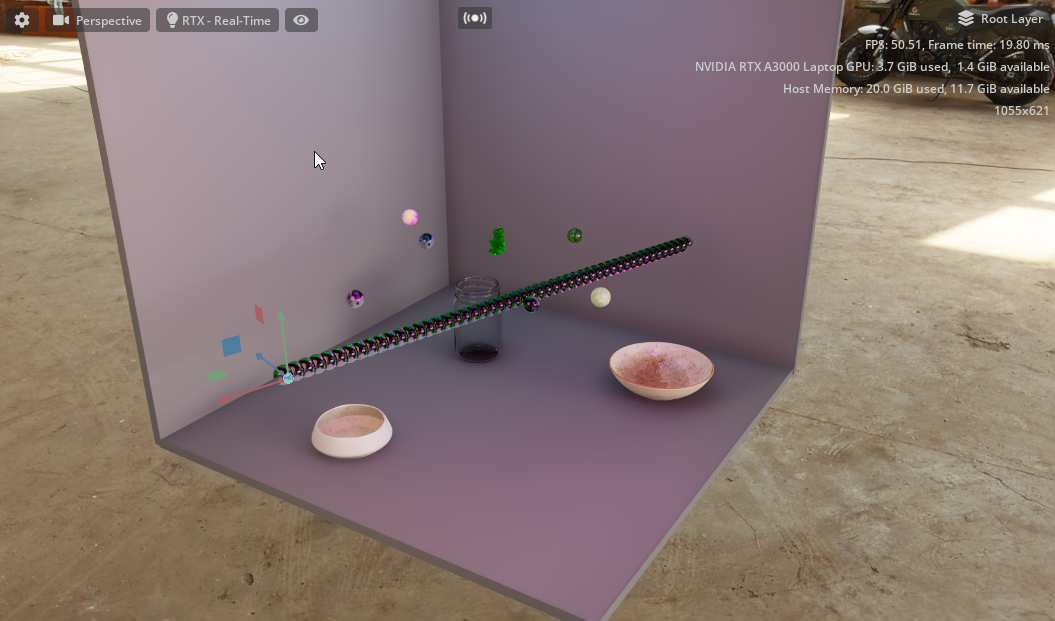 Perspective
RTX - Real-Time
Root Layer
FPS: 50.51, Frame time: 19.80 ms
NVIDIA RTX A3000 Laptop GPU: 3.7 GiB used, 1.4 GiB available
Host Memory: 20.0 GiB used, 11.7 GiB available
1055x621